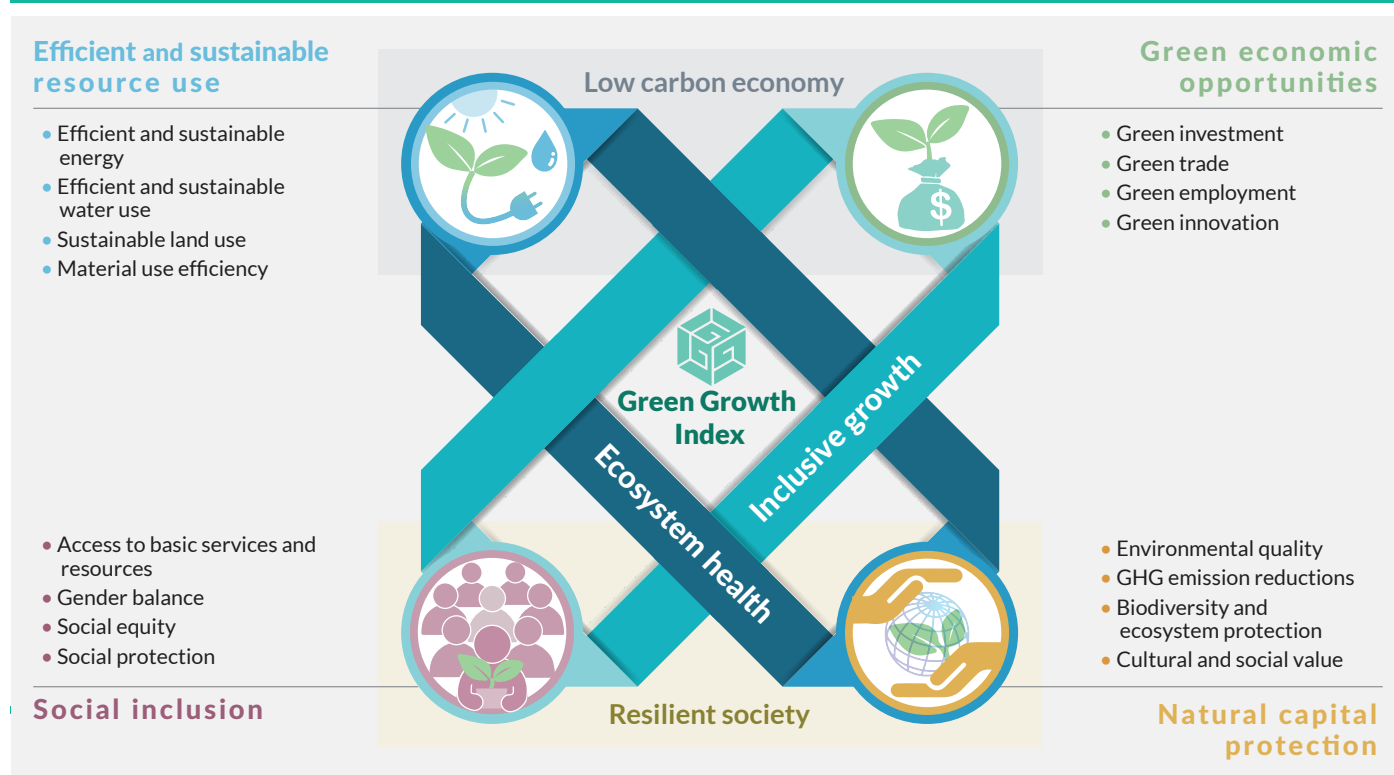 Efficient and sustainable
resource use
• Efficient and sustainable
energy
• Efficient and sustainable
water use
• Sustainable land use
• Material use efficiency
Low carbon economy
Green economic
opportunities
• Green investment
• Green trade
• Green employment
• Green innovation
$
Green Growth
Index
Inclusive growth
Ecosystem health
• Access to basic services and
resources
• Gender balance
• Social equity
• Social protection
Social inclusion
Resilient society
• Environmental quality
• GHG emission reductions
• Biodiversity and
ecosystem protection
• Cultural and social value
Natural capital
protection